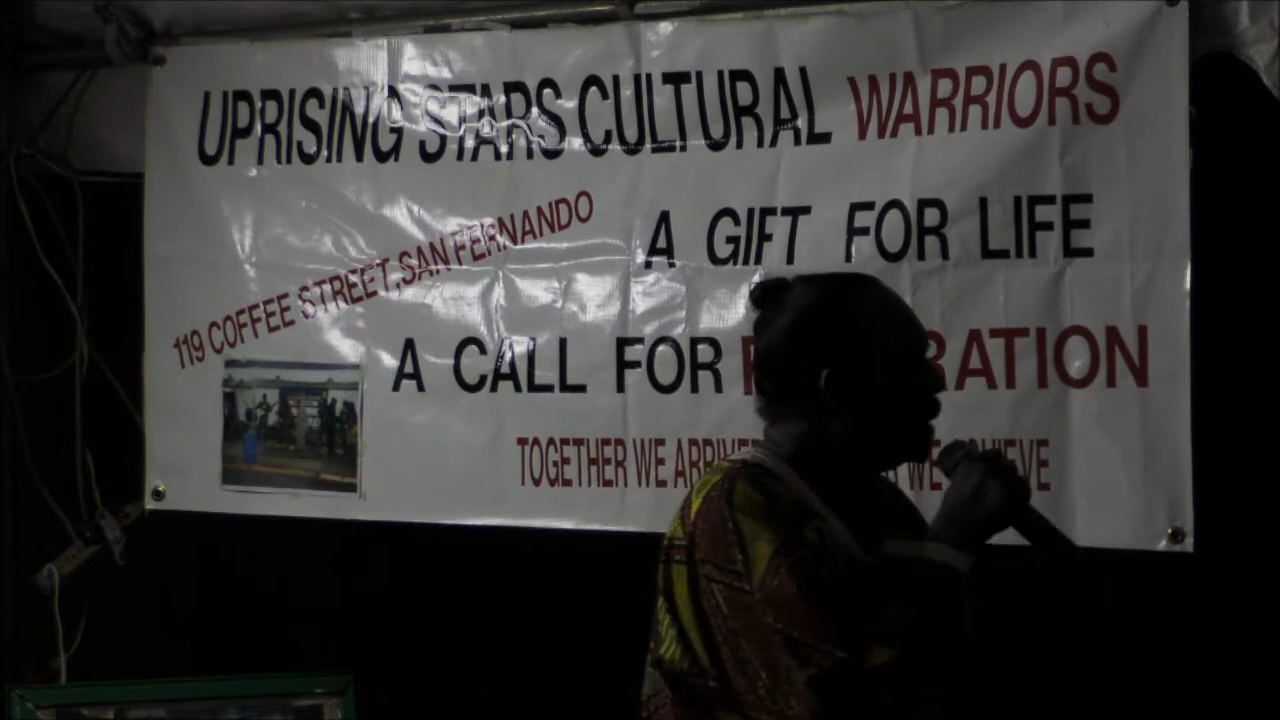 UPRISING STARS CULTURAL WARRIORS
119 COFFEE STREET, SAN FERNANDO
A GIFT FOR LIFE
A CALL FOR RATION
TOGETHER WE WE